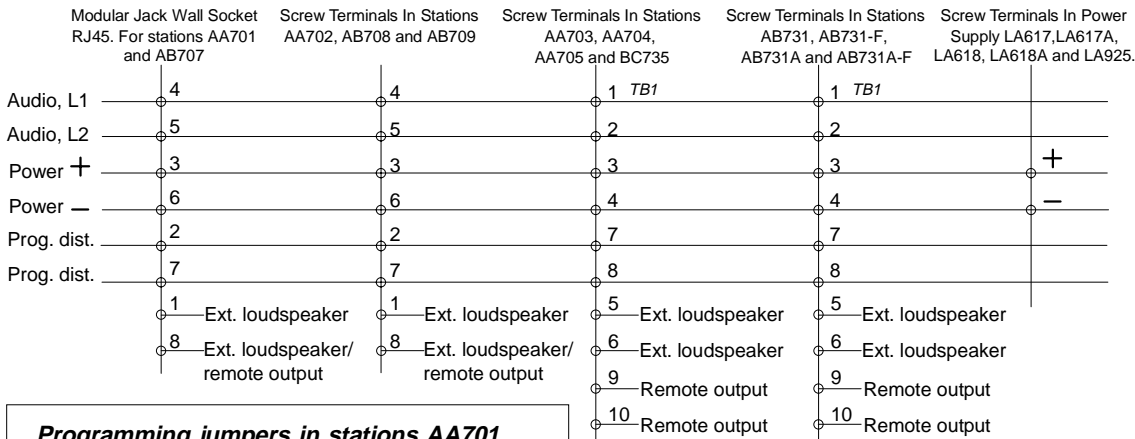 Modular Jack Wall Socket
RJ45. For stations AA701
and AB707
Screw Terminals In Stations
AA702, AB708 and AB709
Screw Terminals In Stations
AA703, AA704,
AA705 and BC735
Screw Terminals In Stations
AB731, AB731-F,
AB731A and AB731A-F
Screw Terminals In Power
Supply LA617,LA617A,
LA618, LA618A and LA925.
Audio, L1 4 4 1 TB1 1 TB1
Audio, L2 5 5 2 2
Power + 3 3 3 3 +
Power – 6 6 4 4 –
Prog. dist. 2 2 7 7
Prog. dist. 7 7 8 8
1 Ext. loudspeaker 1 Ext. loudspeaker 5 Ext. loudspeaker 5 Ext. loudspeaker
8 Ext. loudspeaker/ 8 Ext. loudspeaker/ 6 Ext. loudspeaker 6 Ext. loudspeaker
remote output remote output
9 Remote output 9 Remote output
10 Remote output 10 Remote output
Programming jumpers in stations AA701